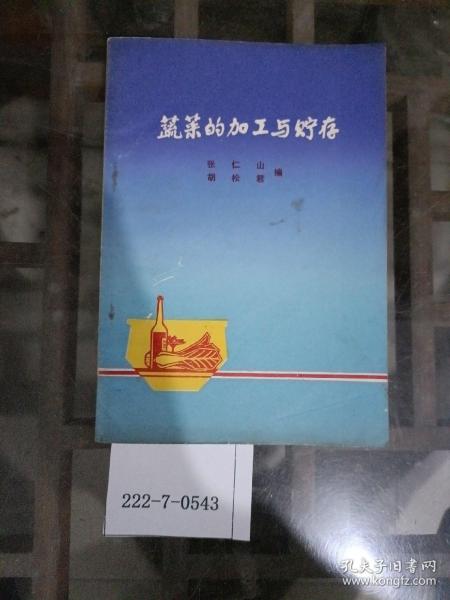 蔬菜的加工与贮存
张仁山
胡松君 编
222-7-0543
孔夫子旧书网
www.kongfz.com